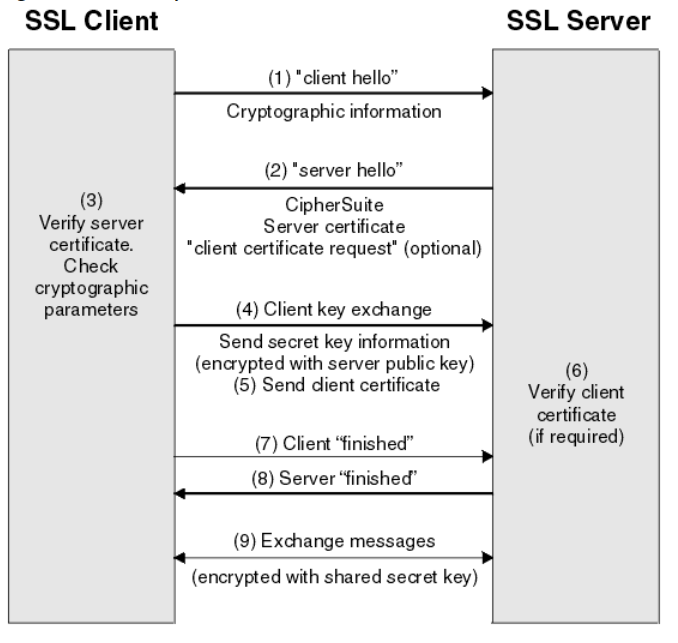 SSL Client
SSL Server
(1) "client hello"
Cryptographic information
(2) "server hello"
CipherSuite
Server certificate
"client certificate request" (optional)
(3)
Verify server
certificate.
Check
cryptographic
parameters
(4) Client key exchange
Send secret key information
(encrypted with server public key)
(5) Send client certificate
(6)
Verify client
certificate
(if required)
(7) Client “finished”
(8) Server “finished”
(9) Exchange messages
(encrypted with shared secret key)